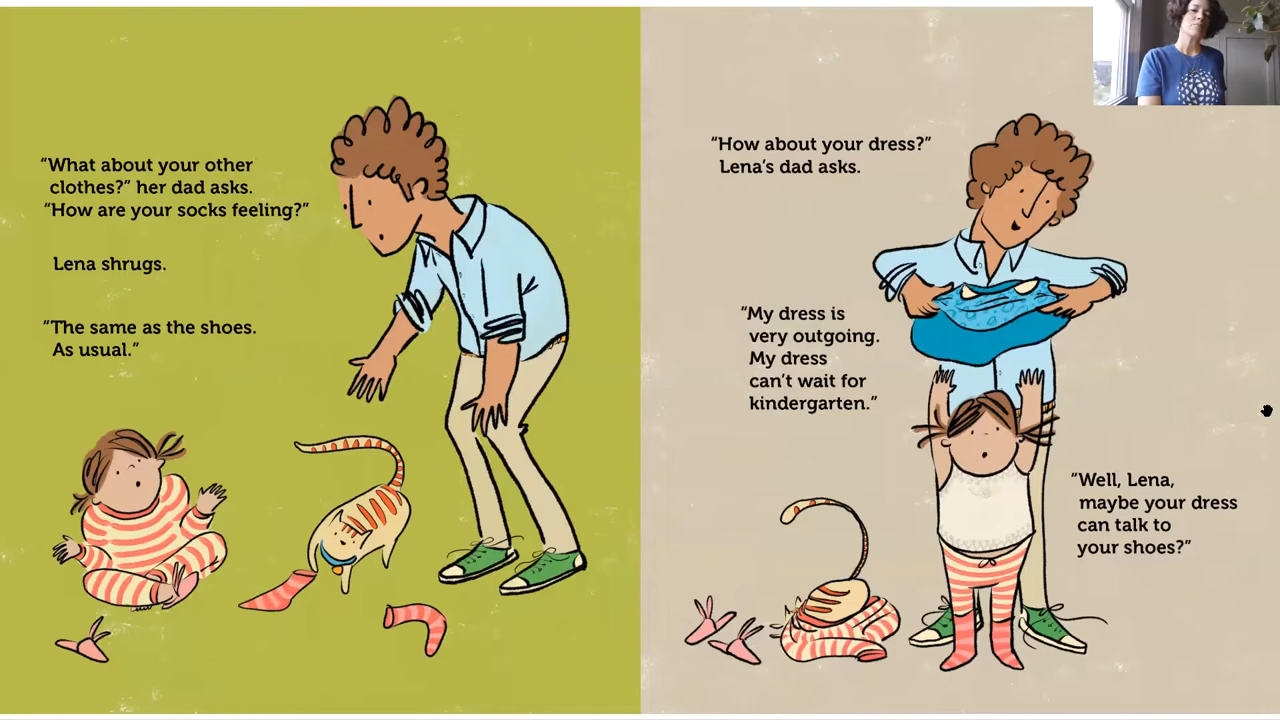 “What about your other
clothes?” her dad asks.
“How are your socks feeling?”
Lena shrugs.
“The same as the shoes.
As usual.”
“How about your dress?”
Lena’s dad asks.
“My dress is
very outgoing.
My dress
can’t wait for
kindergarten.”
“Well, Lena,
maybe your dress
can talk to
your shoes?”